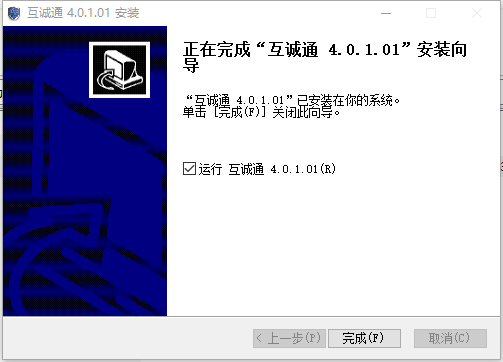 互诚通 4.0.1.01 安装
正在完成“互诚通 4.0.1.01”安装向
导
“互诚通 4.0.1.01”已安装在你的系统。
单击 [完成(F)] 关闭此向导。
运行 互诚通 4.0.1.01(R)
< 上一步(P)
完成(F)
取消(C)